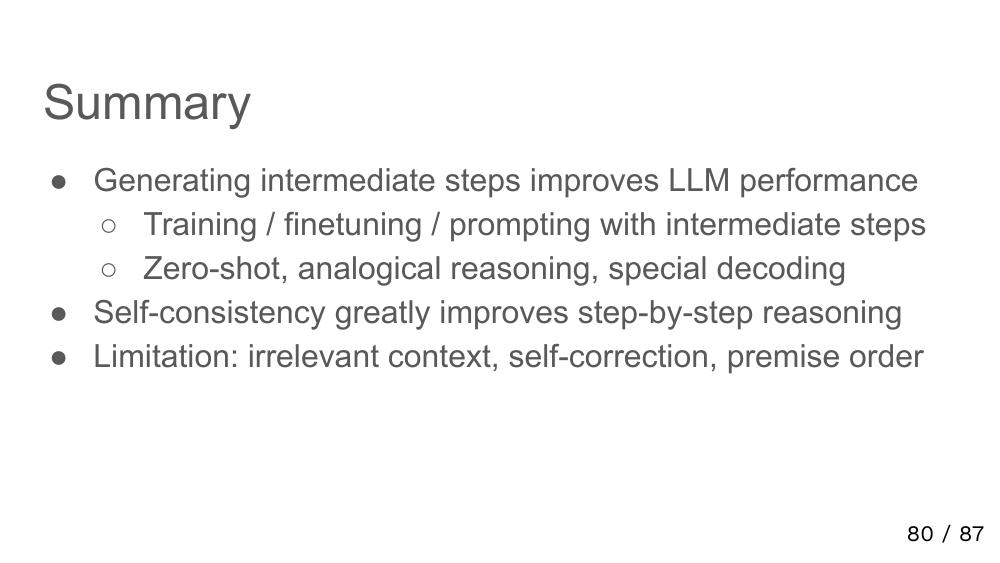 Summary
● Generating intermediate steps improves LLM performance
○ Training / finetuning / prompting with intermediate steps
○ Zero-shot, analogical reasoning, special decoding
● Self-consistency greatly improves step-by-step reasoning
● Limitation: irrelevant context, self-correction, premise order
80 / 87